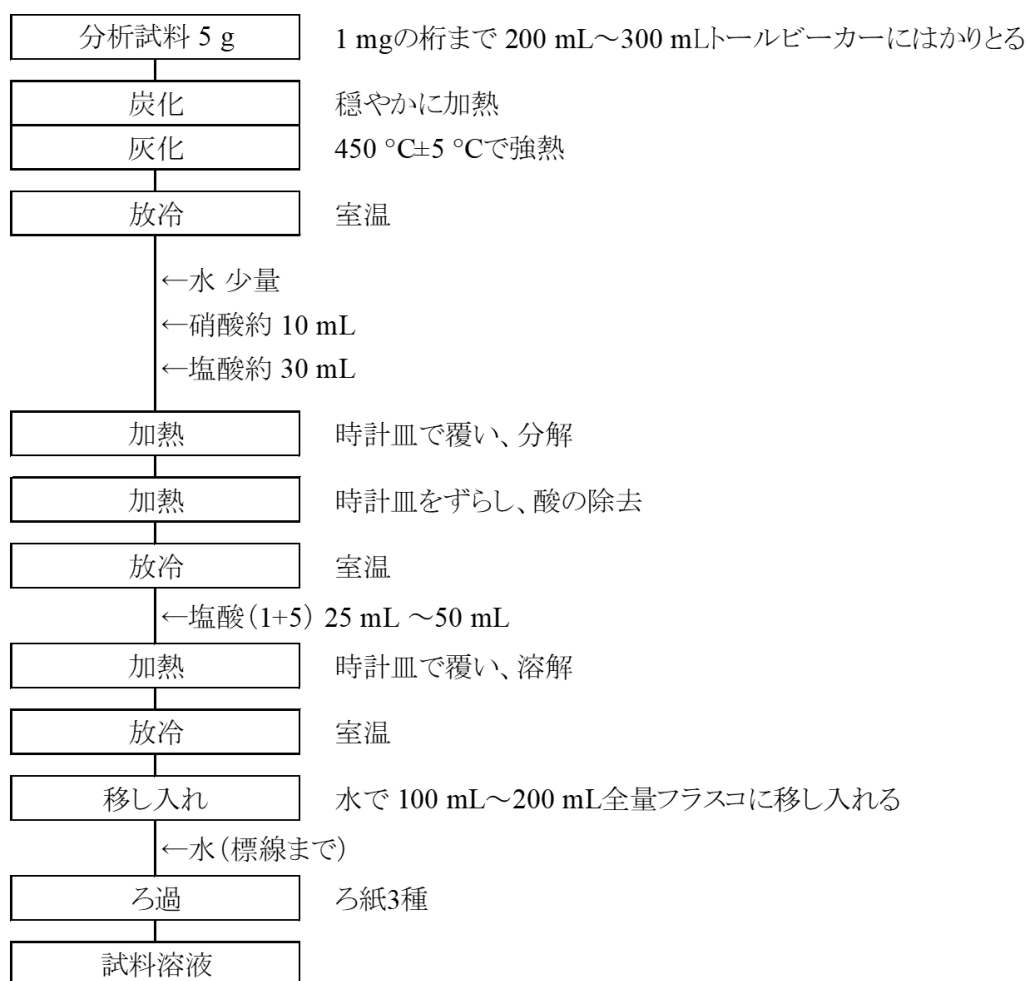 分析試料 5 g 1 mgの桁まで 200 mL～300 mLトールビーカーにはかりとる
炭化 穏やかに加熱
灰化 450 °C±5 °Cで強熱
放冷 室温
←水 少量
←硝酸約 10 mL
←塩酸約 30 mL
加熱 時計皿で覆い、分解
加熱 時計皿をずらし、酸の除去
放冷 室温
←塩酸（1+5） 25 mL ～50 mL
加熱 時計皿で覆い、溶解
放冷 室温
移し入れ 水で 100 mL～200 mL全量フラスコに移し入れる
←水（標線まで）
ろ過 ろ紙3種
試料溶液